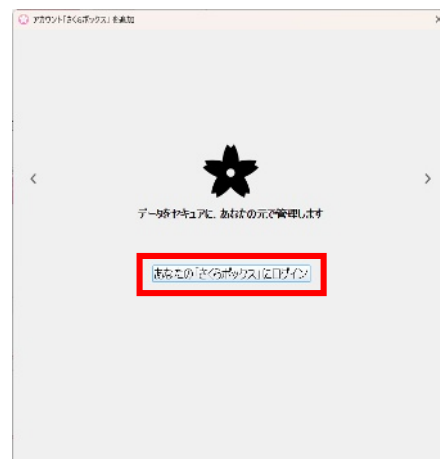 アカウント「さくらボックス」を追加
データをセキュアに、あなたの元で管理します
あなたの「さくらボックス」にログイン